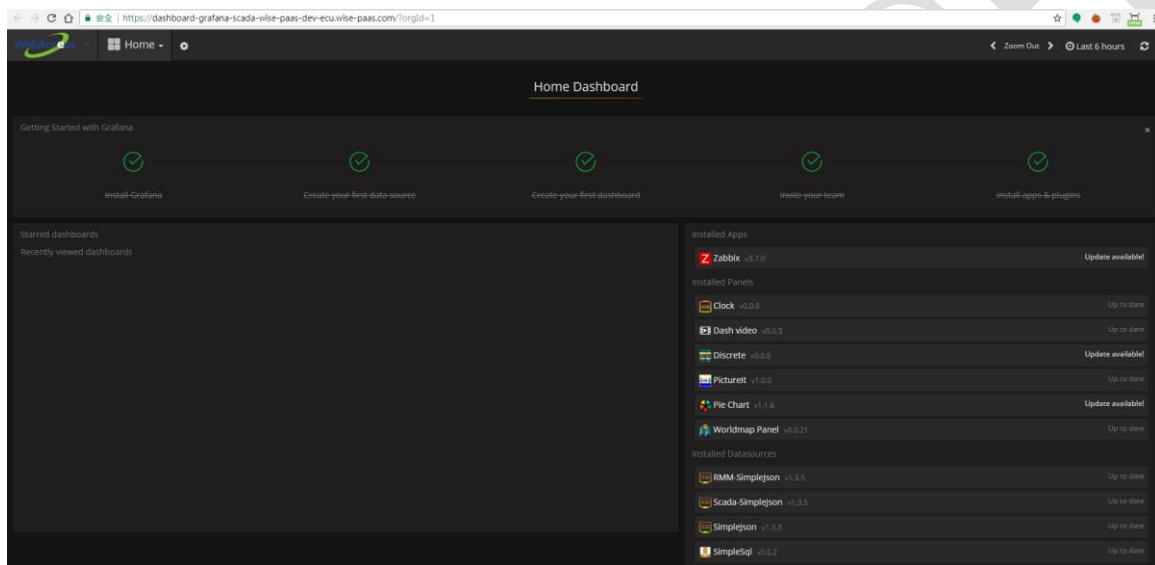 安全 | https://dashboard-grafana-scada-wise-paas-dev-ecu.wise-paas.com/?orgId=1
WebAccess Home Zoom Out Last 6 hours
Home Dashboard
Getting Started with Grafana
Install Grafana Create your first data source Create your first dashboard Invite your team Install apps & plugins
Starred dashboards
Recently viewed dashboards
Installed Apps
Zabbix v3.7.0 Update available!
Installed Panels
Clock v0.0.9 Up to date
Dash video v0.0.3 Up to date
Discrete v0.0.6 Update available!
PictureIt v1.0.0 Up to date
Pie Chart v1.1.6 Update available!
Worldmap Panel v0.0.21 Up to date
Installed Datasources
RMM-SimpleJson v1.3.5 Up to date
Scada-SimpleJson v1.3.5 Up to date
SimpleJson v1.3.5 Up to date
SimpleSql v0.0.2 Up to date